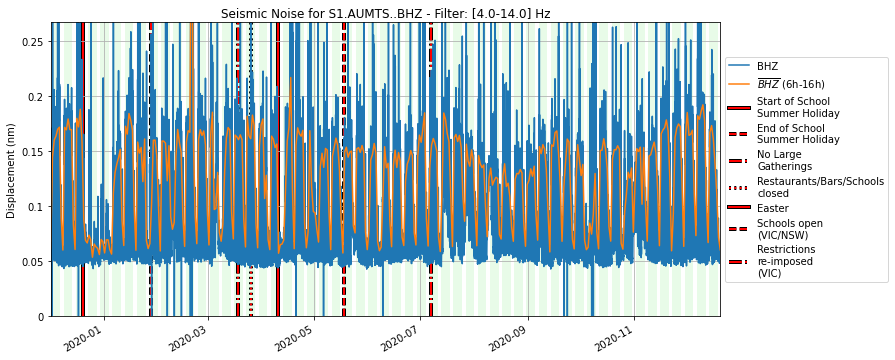 Seismic Noise for S1.AUMTS..BHZ - Filter: [4.0-14.0] Hz
Displacement (nm)
0.25
0.2
0.15
0.1
0.05
0
2020-01
2020-03
2020-05
2020-07
2020-09
2020-11
BHZ
BHZ (6h-16h)
Start of School
Summer Holiday
End of School
Summer Holiday
No Large
Gatherings
Restaurants/Bars/Schools
closed
Easter
Schools open
(VIC/NSW)
Restrictions
re-imposed
(VIC)